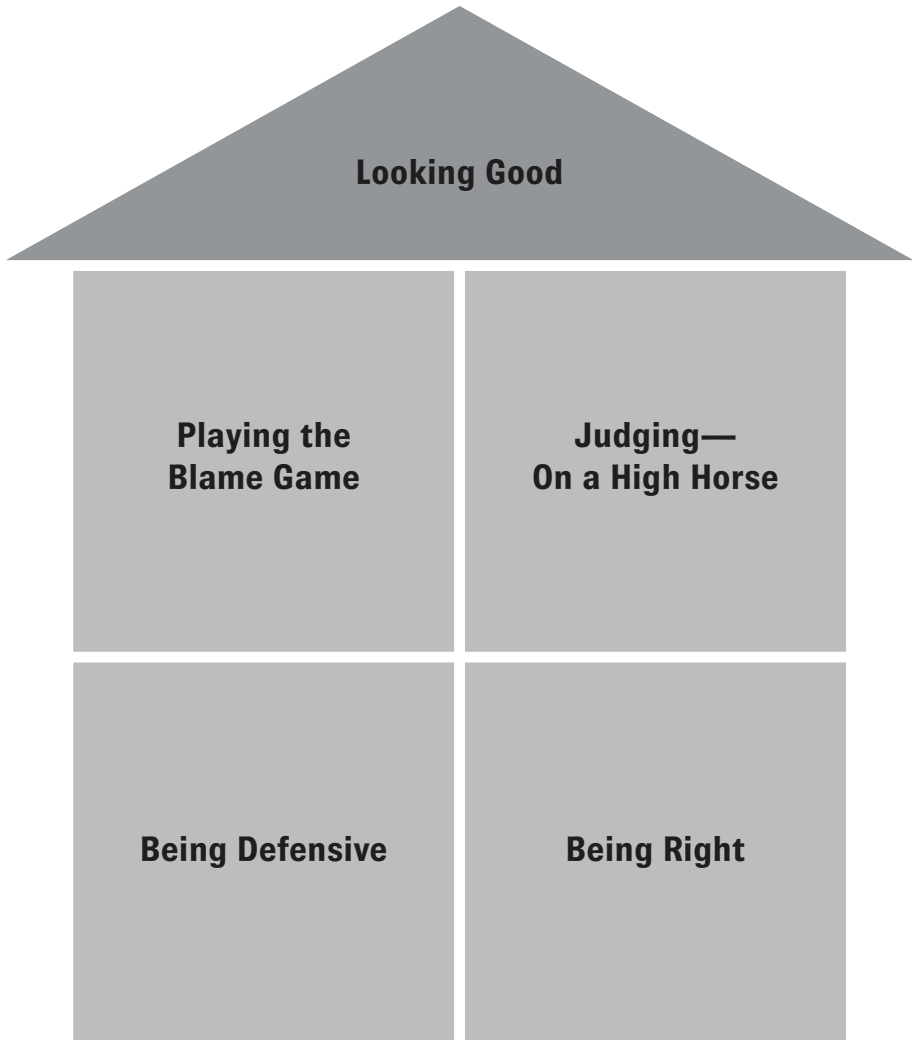 Looking Good
Playing the
Blame Game
Judging—
On a High Horse
Being Defensive
Being Right